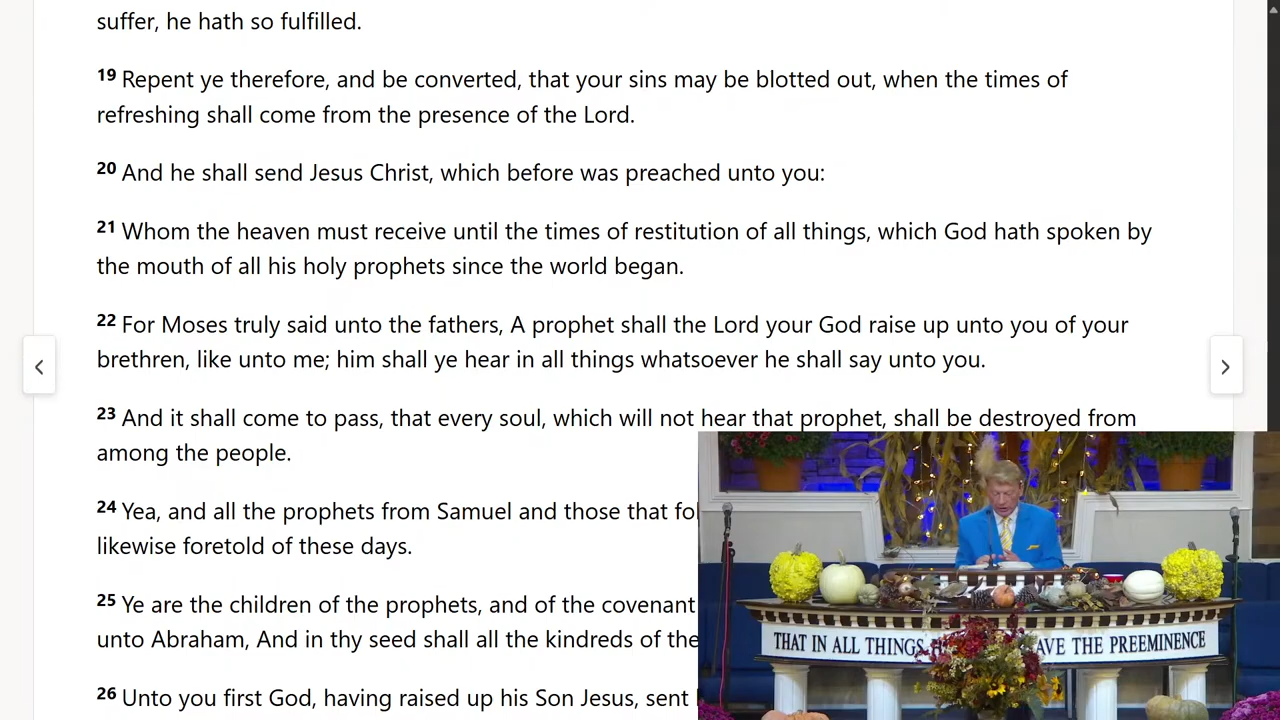 suffer, he hath so fulfilled.
19 Repent ye therefore, and be converted, that your sins may be blotted out, when the times of
refreshing shall come from the presence of the Lord.
20 And he shall send Jesus Christ, which before was preached unto you:
21 Whom the heaven must receive until the times of restitution of all things, which God hath spoken by
the mouth of all his holy prophets since the world began.
22 For Moses truly said unto the fathers, A prophet shall the Lord your God raise up unto you of your
brethren, like unto me; him shall ye hear in all things whatsoever he shall say unto you.
23 And it shall come to pass, that every soul, which will not hear that prophet, shall be destroyed from
among the people.
24 Yea, and all the prophets from Samuel and those that fol
likewise foretold of these days.
25 Ye are the children of the prophets, and of the covenant
unto Abraham, And in thy seed shall all the kindreds of the
26 Unto you first God, having raised up his Son Jesus, sent
THAT IN ALL THINGS AVE THE PREEMINENCE